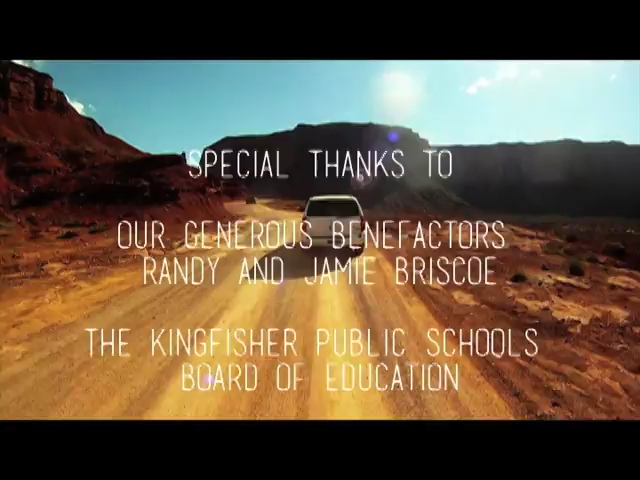 SPECIAL THANKS TO
OUR GENEROUS BENEFACTORS
RANDY AND JAMIE BRISCOE
THE KINGFISHER PUBLIC SCHOOLS
BOARD OF EDUCATION